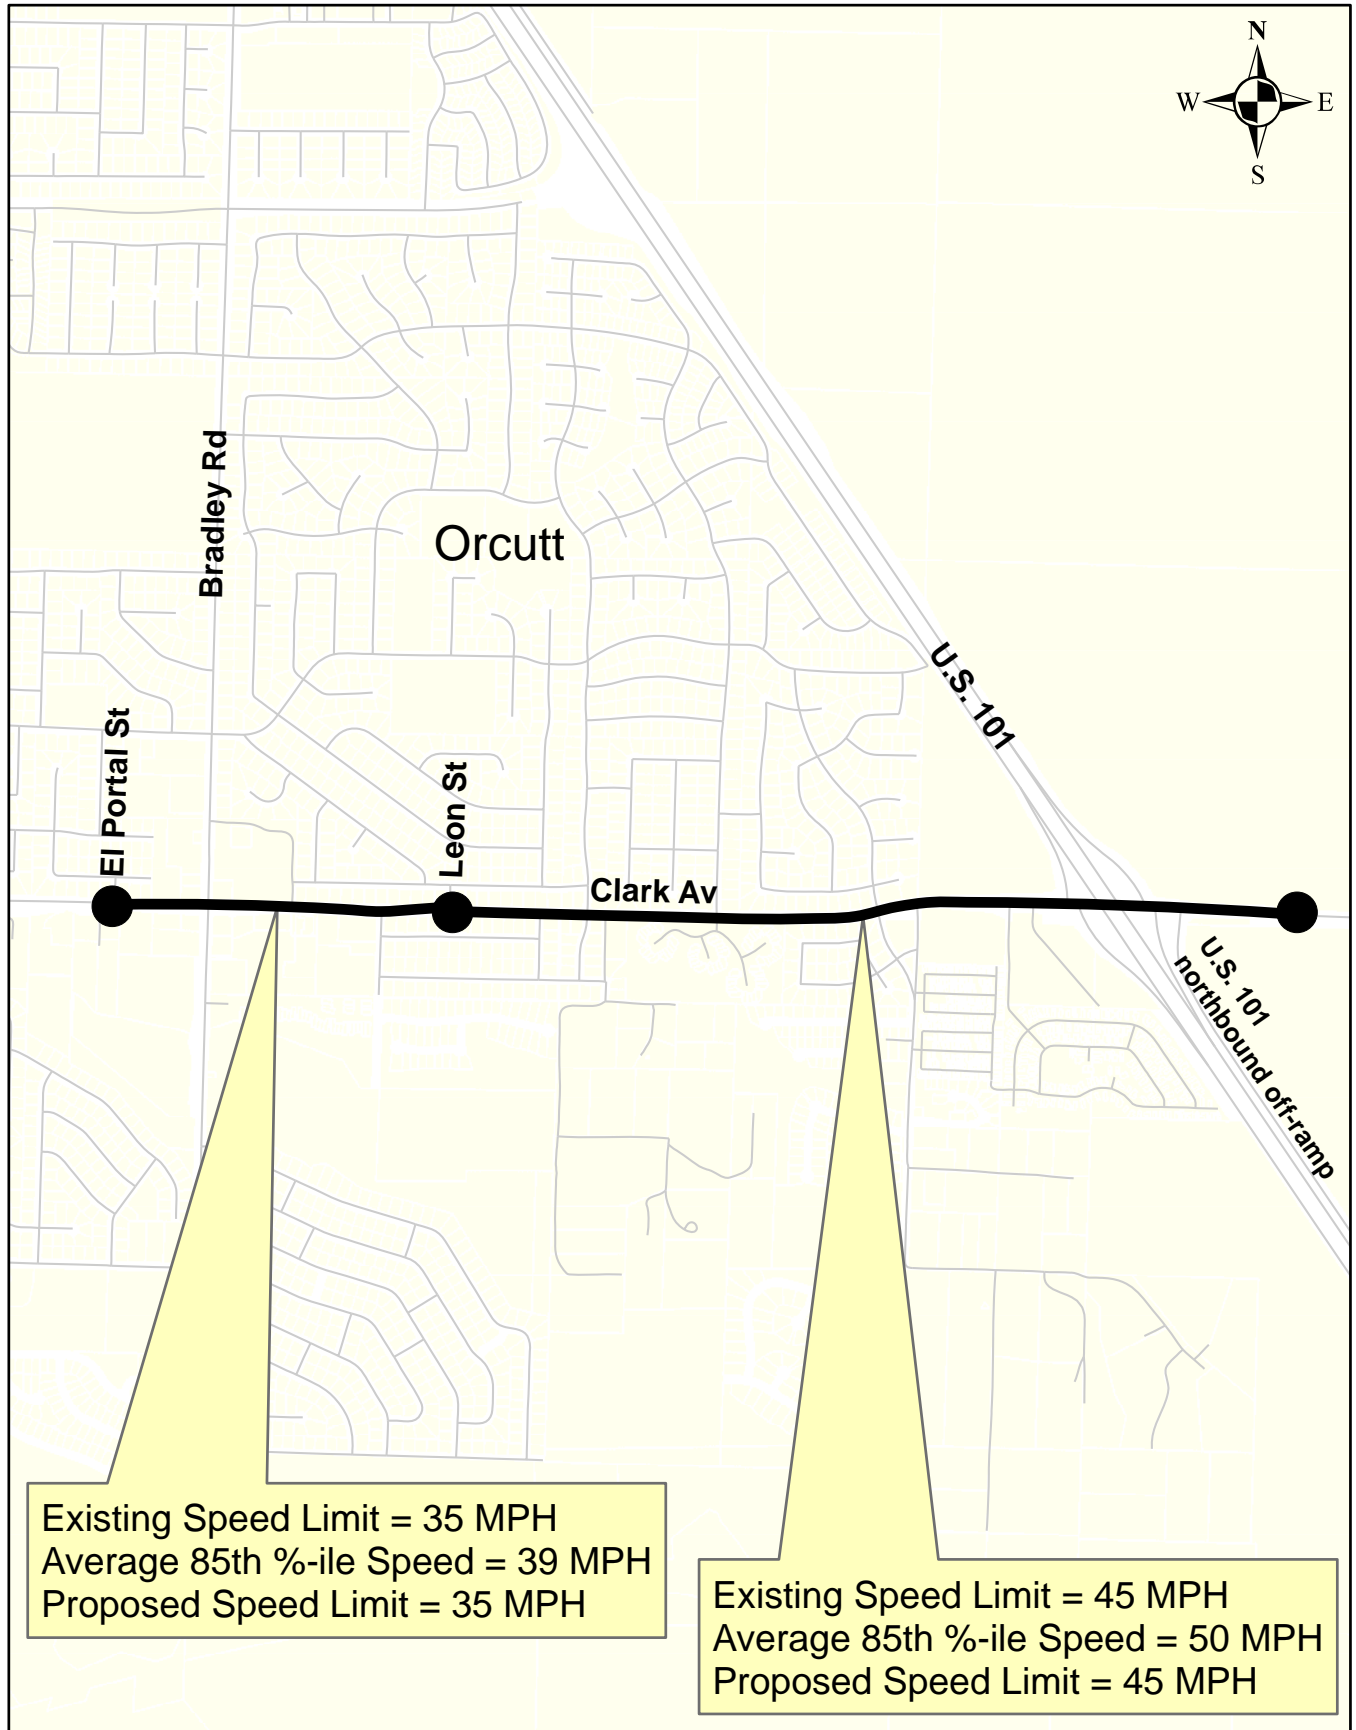 N
W E
S
Bradley Rd
Orcutt
U.S. 101
El Portal St
Leon St
Clark Av
U.S. 101
northbound off-ramp
Existing Speed Limit = 35 MPH
Average 85th %-ile Speed = 39 MPH
Proposed Speed Limit = 35 MPH
Existing Speed Limit = 45 MPH
Average 85th %-ile Speed = 50 MPH
Proposed Speed Limit = 45 MPH